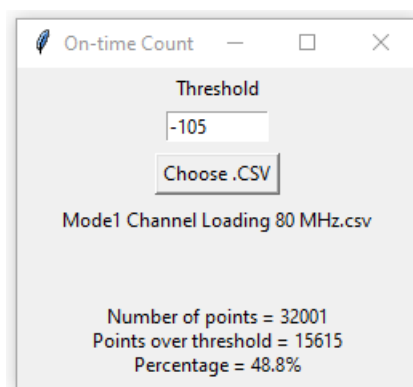 On-time Count
Threshold
-105
Choose .CSV
Mode1 Channel Loading 80 MHz.csv
Number of points = 32001
Points over threshold = 15615
Percentage = 48.8%